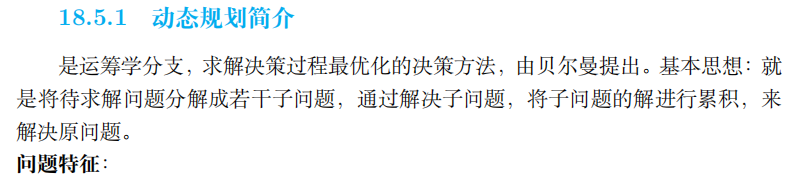 18.5.1 动态规划简介
是运筹学分支，求解决策过程最优化的决策方法，由贝尔曼提出。基本思想：就
是将待求解问题分解成若干子问题，通过解决子问题，将子问题的解进行累积，来
解决原问题。
问题特征：